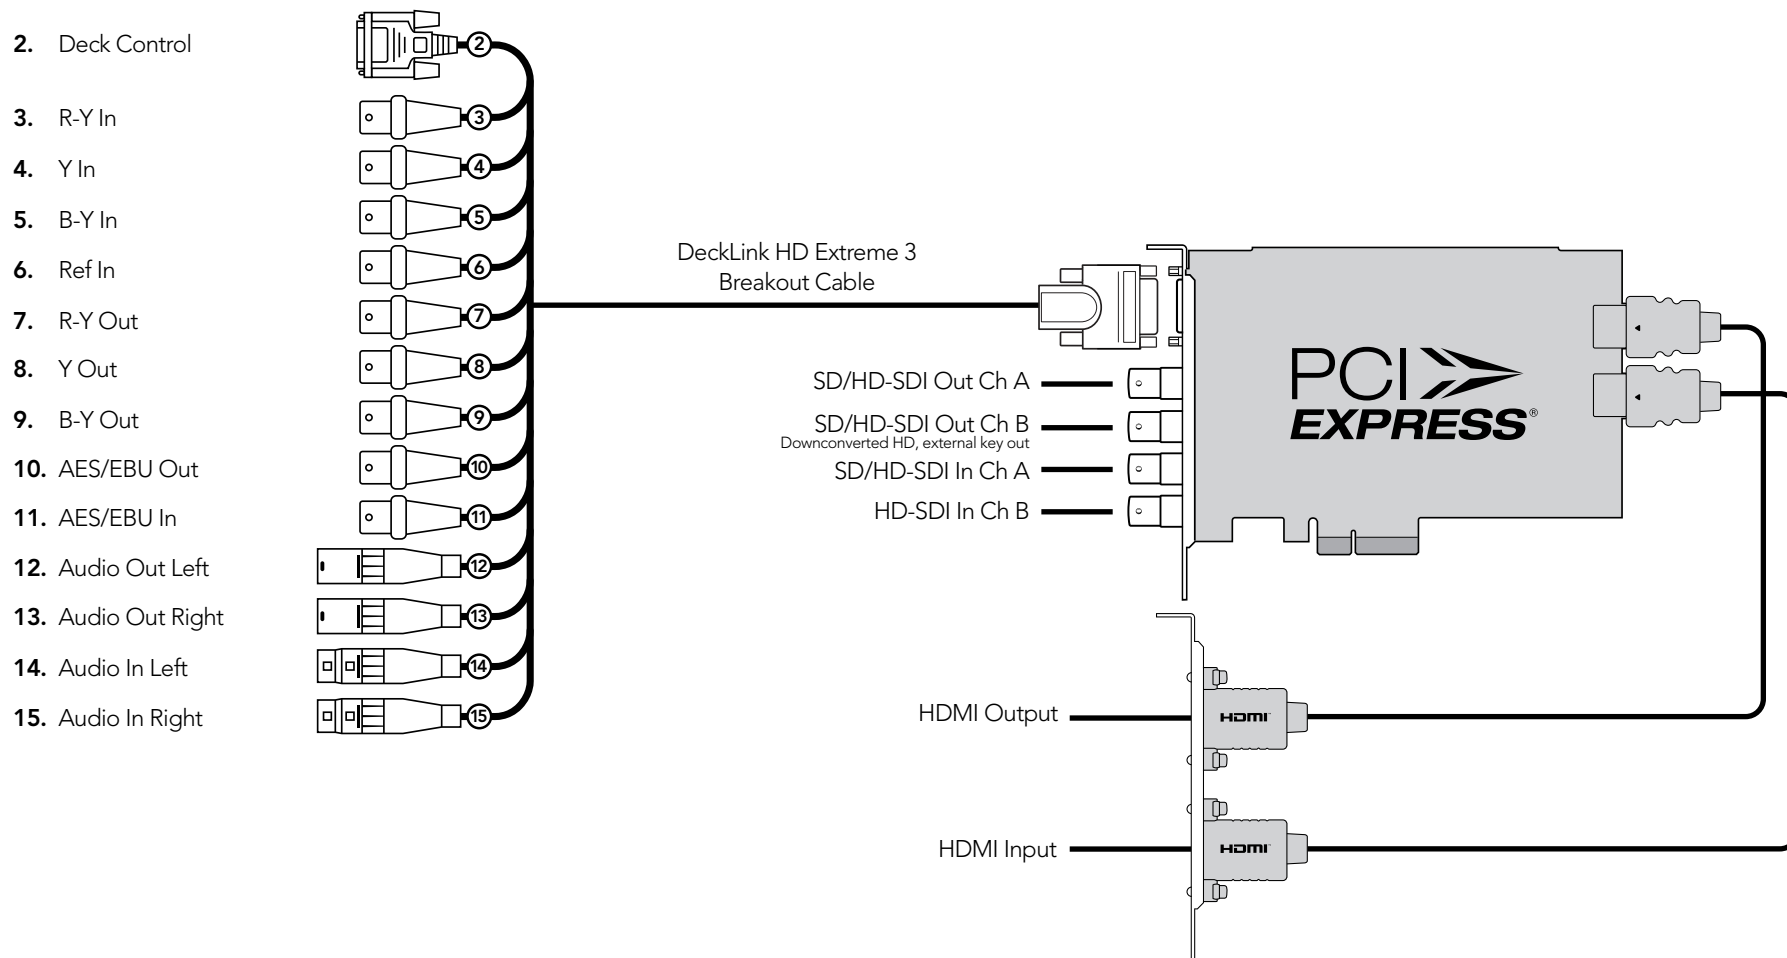 2. Deck Control
2
3. R-Y In
3
4. Y In
4
5. B-Y In
5
6. Ref In
6
7. R-Y Out
7
8. Y Out
8
9. B-Y Out
9
10. AES/EBU Out
10
11. AES/EBU In
11
12. Audio Out Left
12
13. Audio Out Right
13
14. Audio In Left
14
15. Audio In Right
15
DeckLink HD Extreme 3
Breakout Cable
SD/HD-SDI Out Ch A
SD/HD-SDI Out Ch B
Downconverted HD, external key out
SD/HD-SDI In Ch A
HD-SDI In Ch B
PCI
EXPRESS®
HDMI Output
HDMI
HDMI Input
HDMI